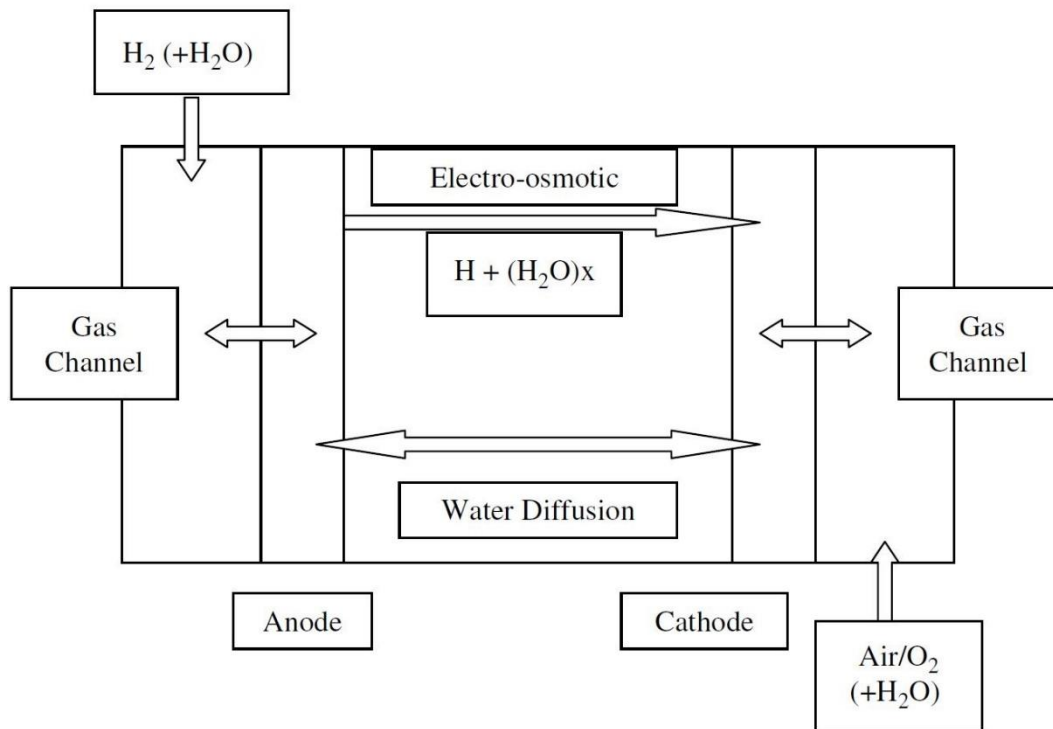 H₂ (+H₂O)
Electro-osmotic
H + (H₂O)x
Gas
Channel
Gas
Channel
Water Diffusion
Anode
Cathode
Air/O₂
(+H₂O)